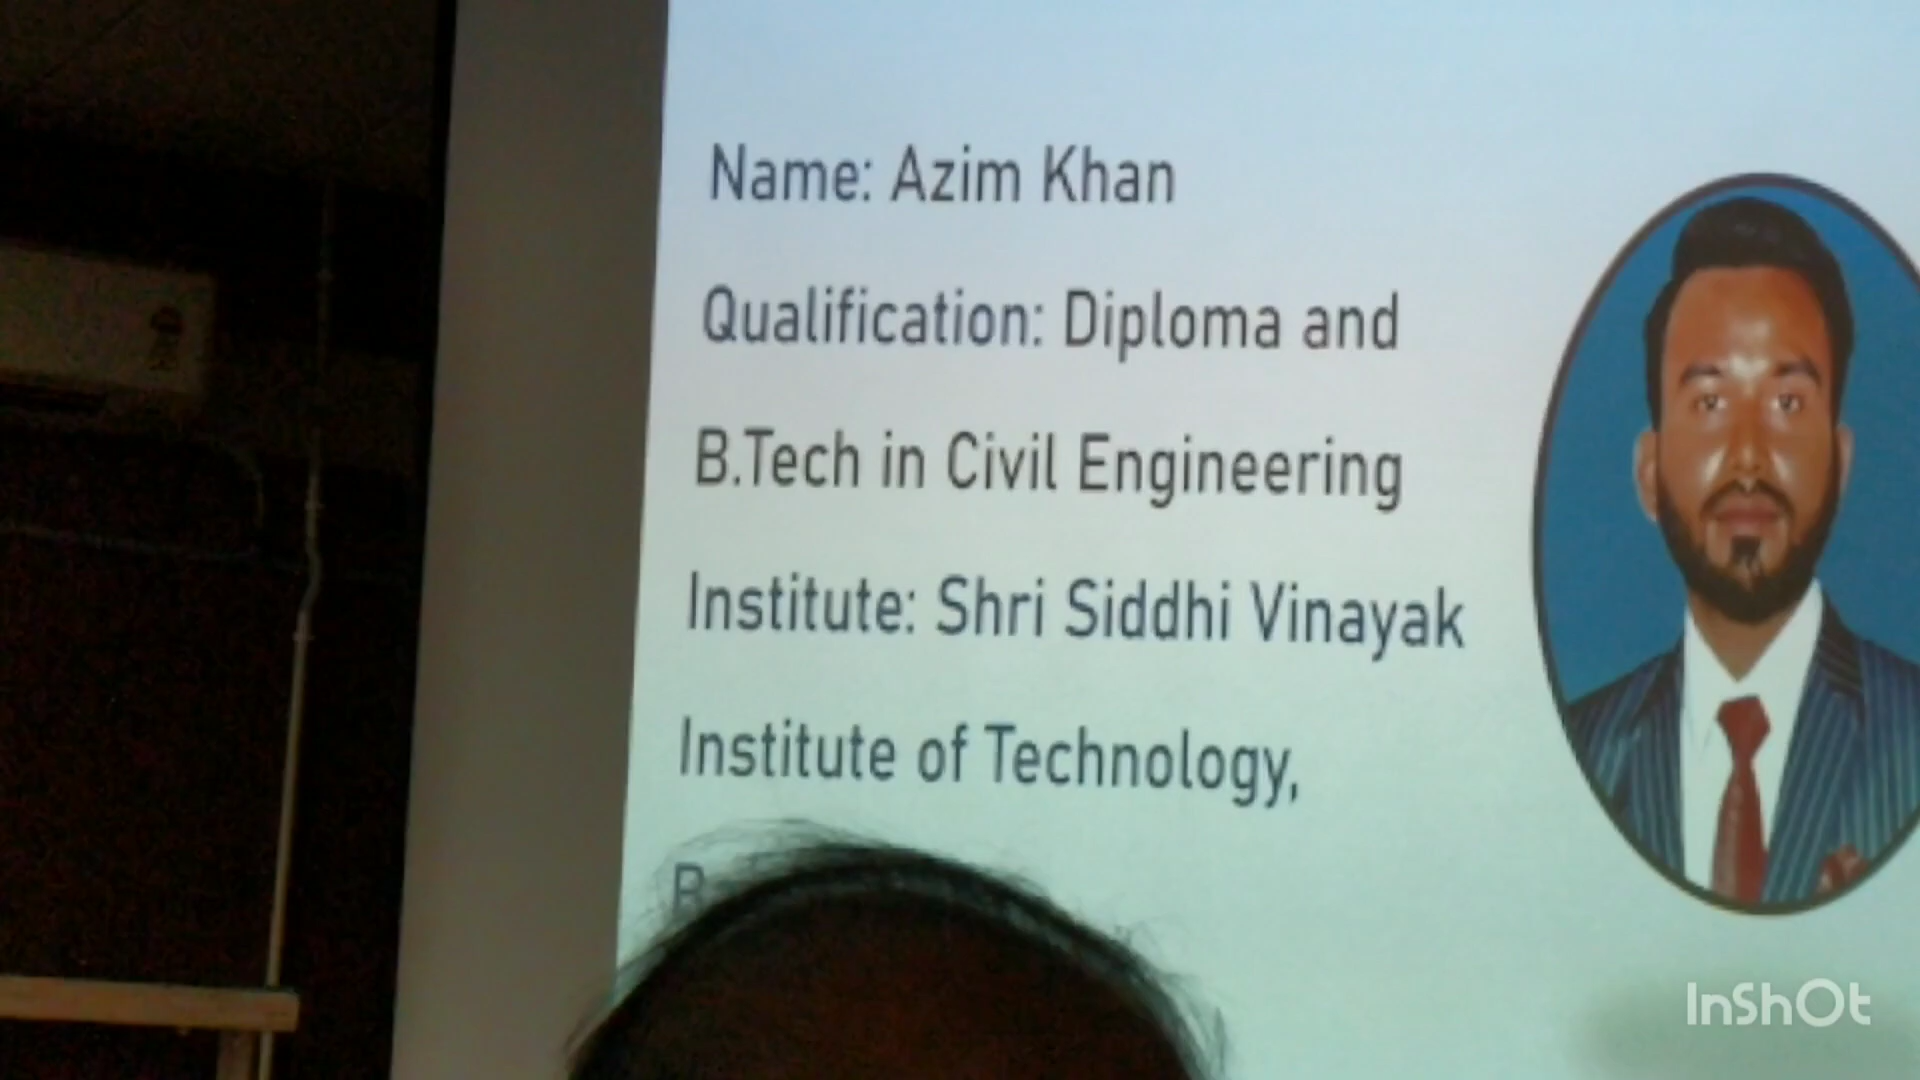 Name: Azim Khan
Qualification: Diploma and
B.Tech in Civil Engineering
Institute: Shri Siddhi Vinayak
Institute of Technology,
InShOt